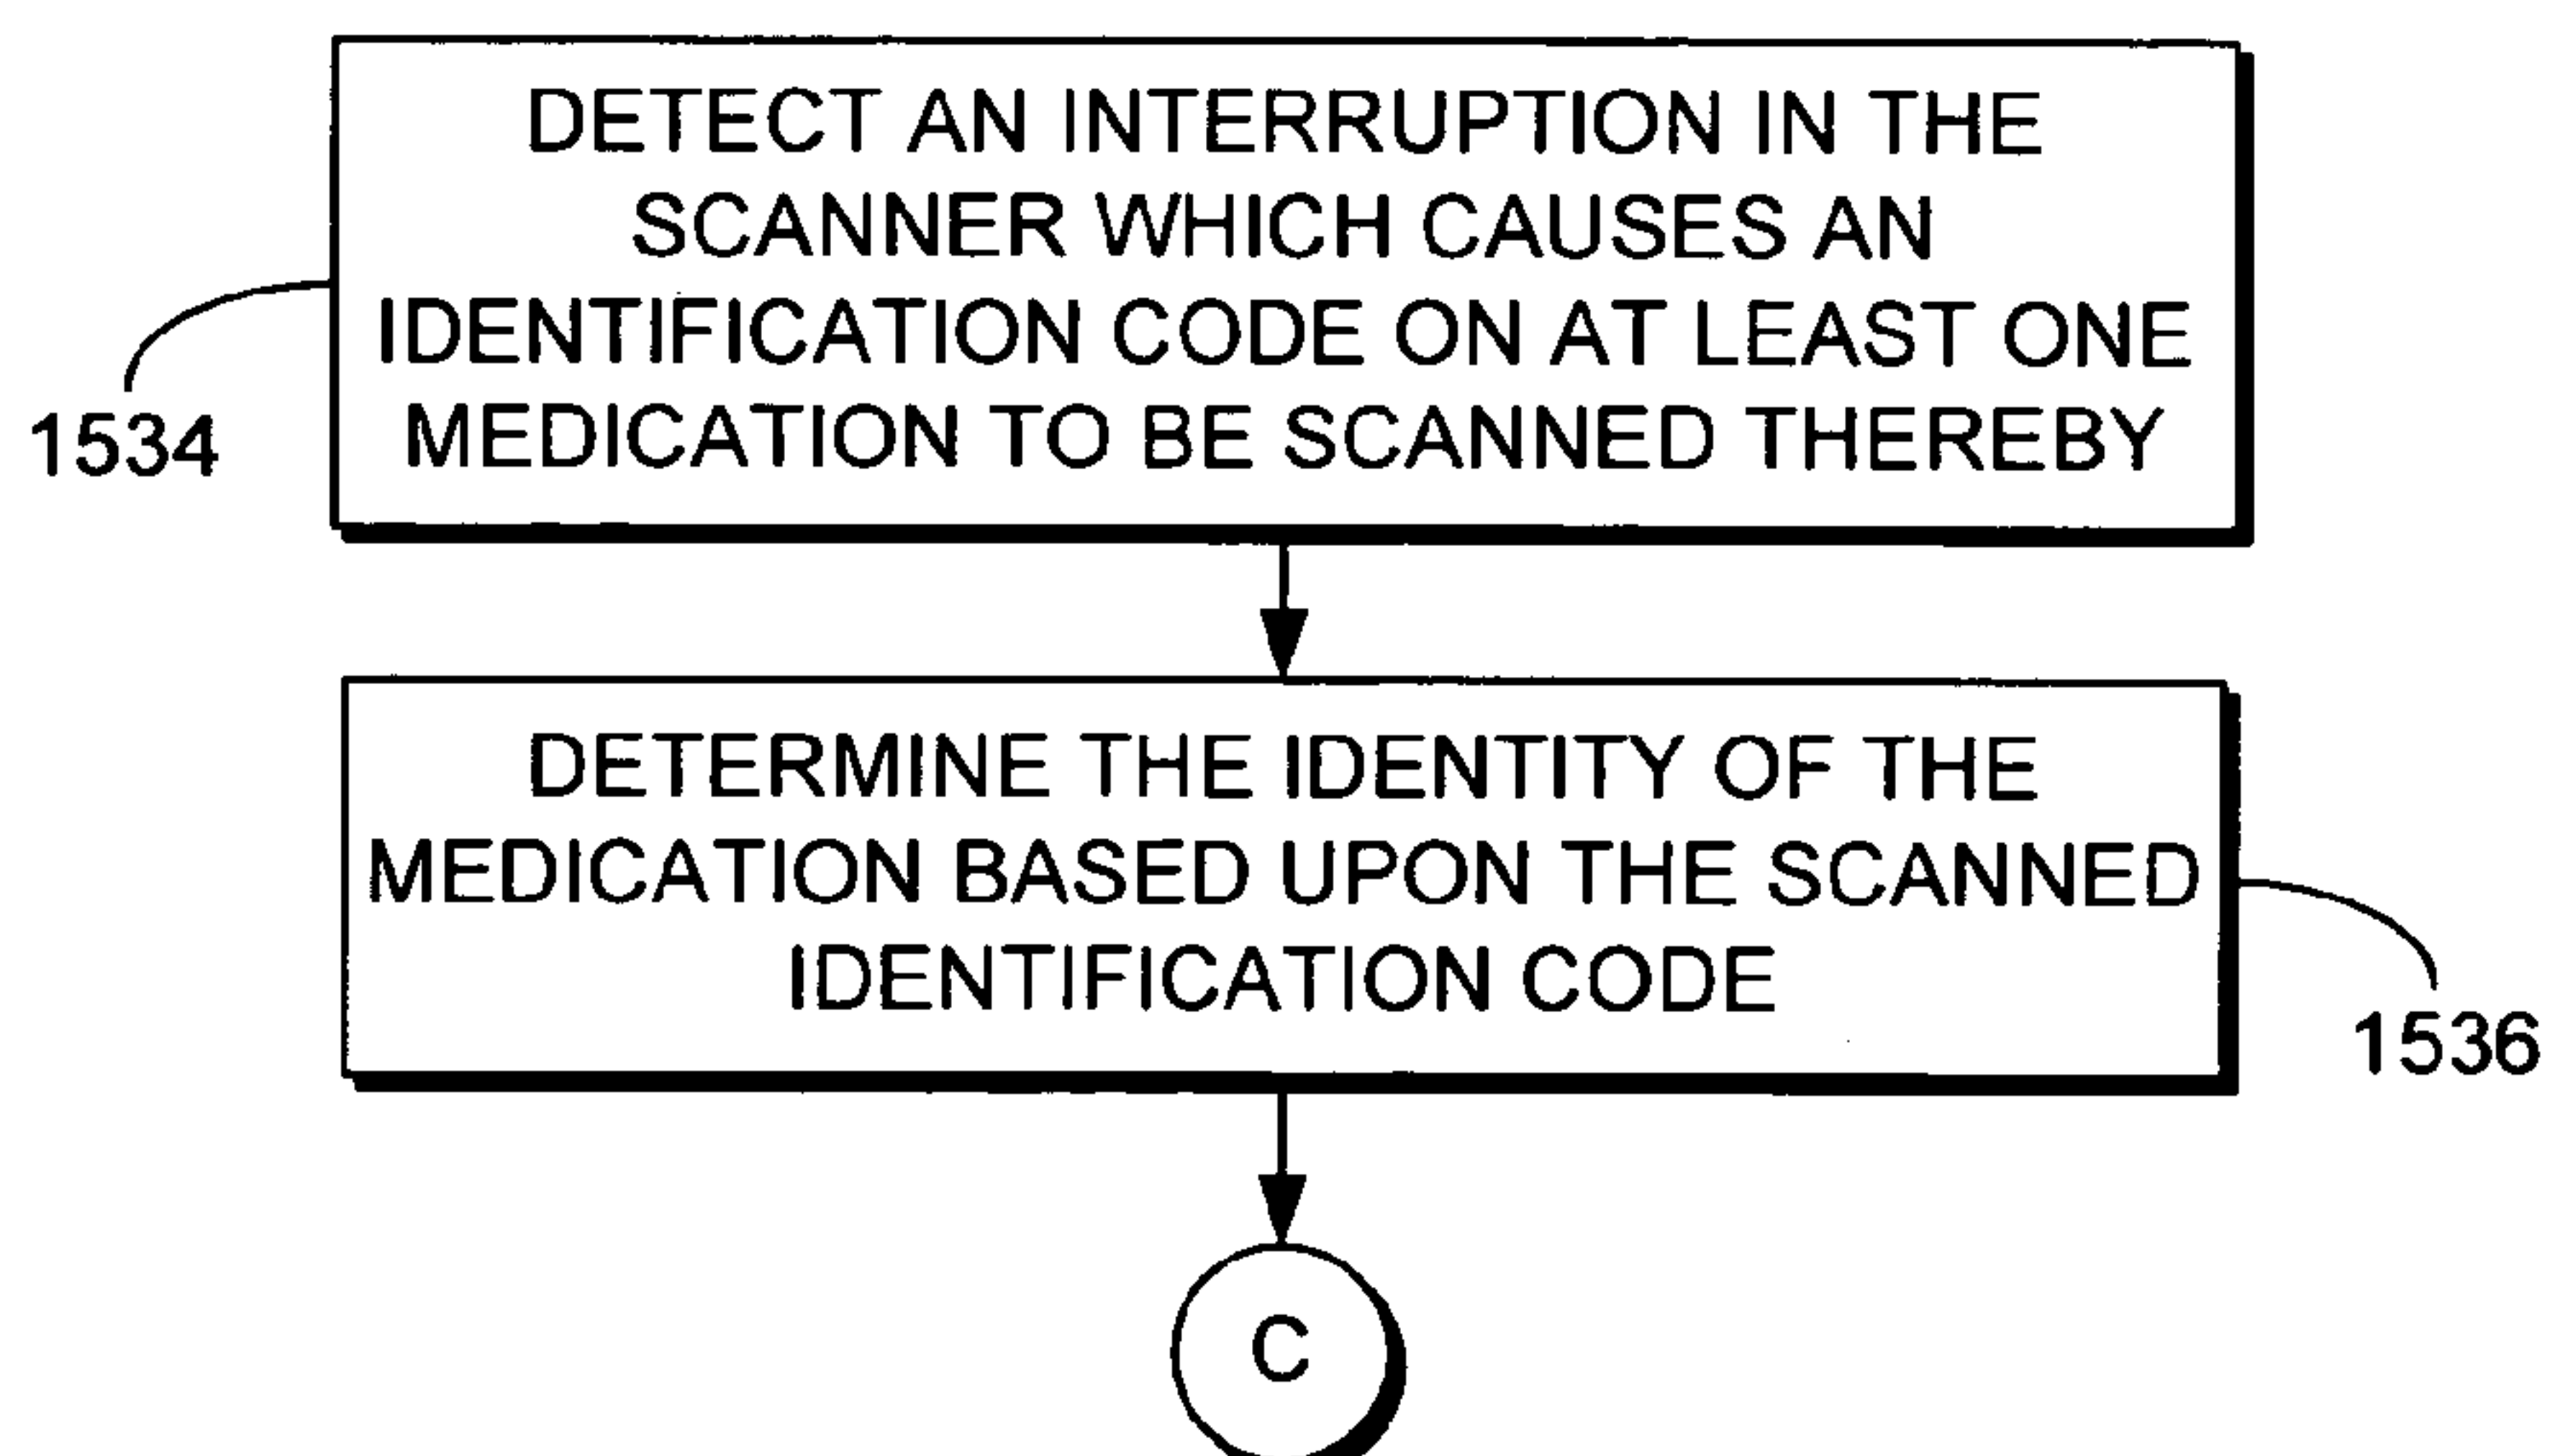 DETECT AN INTERRUPTION IN THE
SCANNER WHICH CAUSES AN
IDENTIFICATION CODE ON AT LEAST ONE
MEDICATION TO BE SCANNED THEREBY
1534
DETERMINE THE IDENTITY OF THE
MEDICATION BASED UPON THE SCANNED
IDENTIFICATION CODE
1536
C